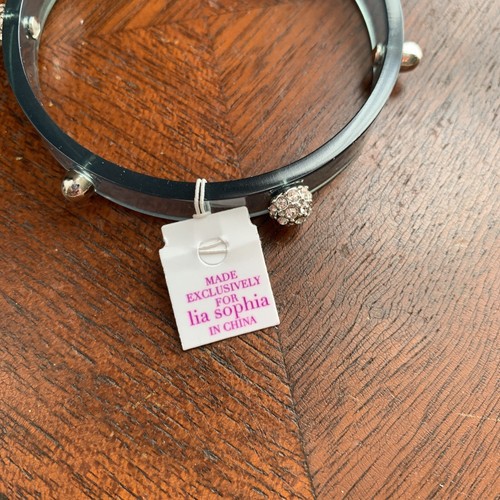 MADE
EXCLUSIVELY
FOR
lia sophia
IN CHINA